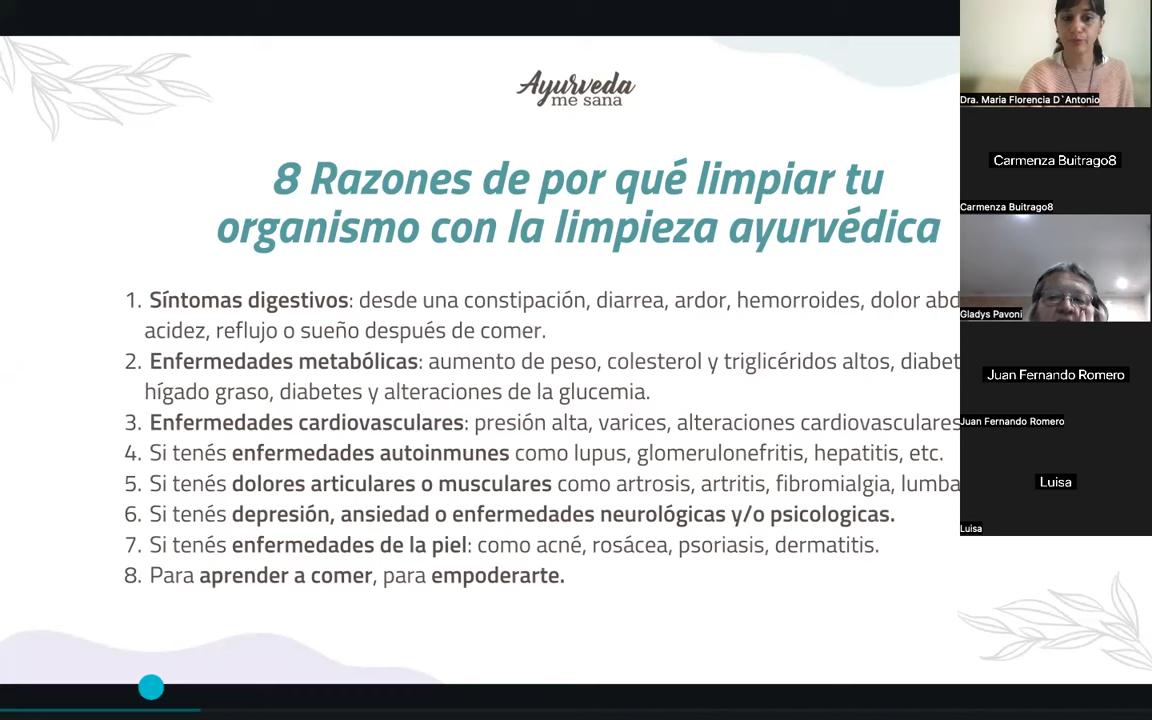 Ayurveda
me sana
8 Razones de por qué limpiar tu
organismo con la limpieza ayurvédica
1. Síntomas digestivos: desde una constipación, diarrea, ardor, hemorroides, dolor
acidez, reflujo o sueño después de comer.
2. Enfermedades metabólicas: aumento de peso, colesterol y triglicéridos altos,
hígado graso, diabetes y alteraciones de la glucemia.
3. Enfermedades cardiovasculares: presión alta, varices, alteraciones cardiovasculares
4. Si tenés enfermedades autoinmunes como lupus, glomerulonefritis, hepatitis, etc.
5. Si tenés dolores articulares o musculares como artrosis, artritis, fibromialgia,
6. Si tenés depresión, ansiedad o enfermedades neurológicas y/o psicologicas.
7. Si tenés enfermedades de la piel: como acné, rosácea, psoriasis, dermatitis.
8. Para aprender a comer, para empoderarte.
Dra. Maria Florencia D`Antonio
Carmenza Buitrago8
Carmenza Buitrago8
Gladys Pavoni
Juan Fernando Romero
Juan Fernando Romero
Luisa
Luisa